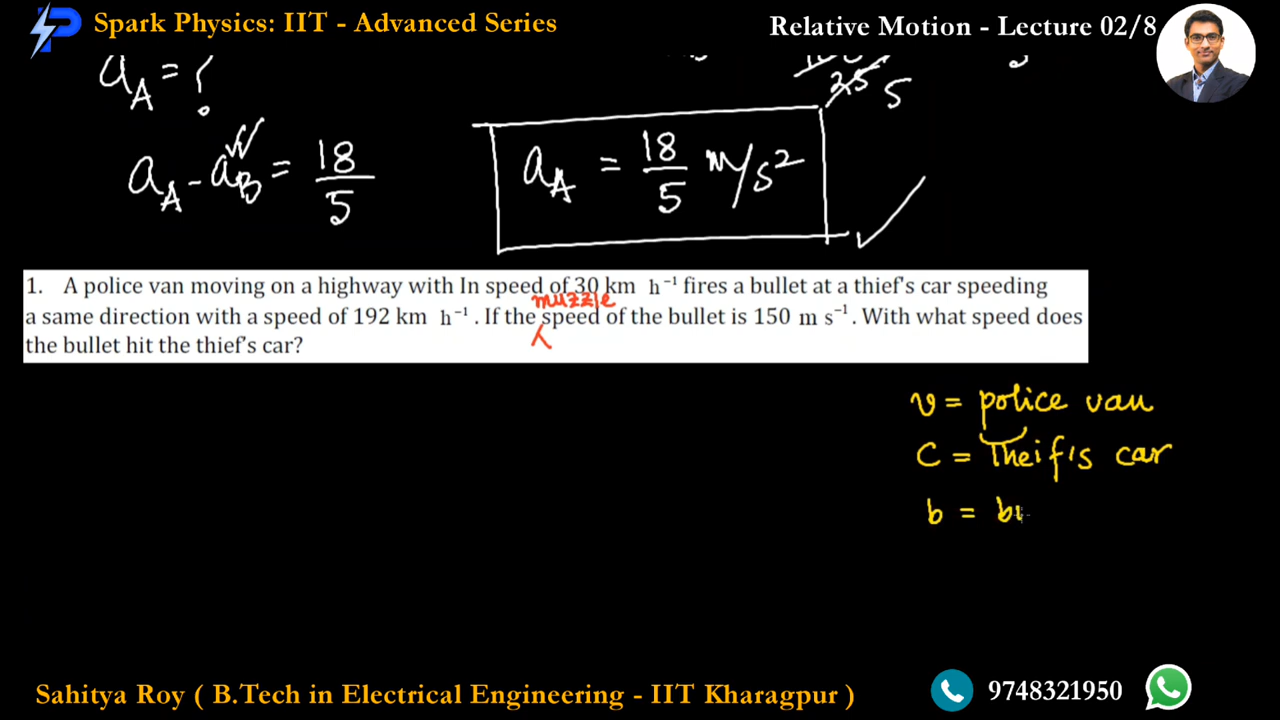 Spark Physics: IIT - Advanced Series
Relative Motion - Lecture 02/8
a_A = ?
25 5
a_A - a_B = 18/5
a_A = 18/5 m/s²
1. A police van moving on a highway with In speed of 30 km h⁻¹ fires a bullet at a thief's car speeding
muzzle
a same direction with a speed of 192 km h⁻¹. If the speed of the bullet is 150 m s⁻¹. With what speed does
the bullet hit the thief's car?
v = police van
C = Theif's car
b = bu
Sahitya Roy ( B.Tech in Electrical Engineering - IIT Kharagpur )
9748321950